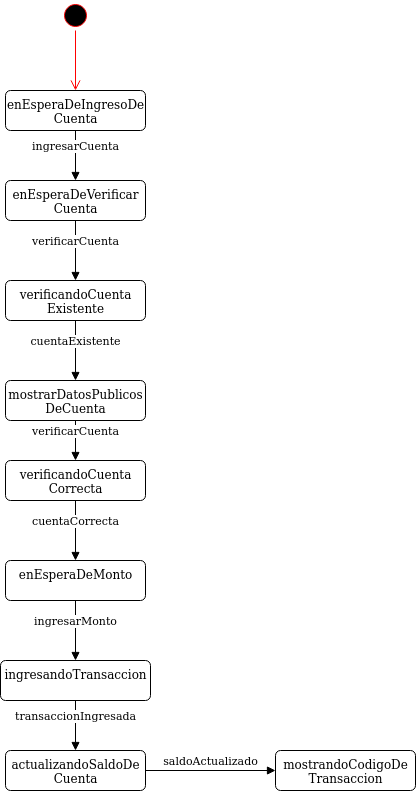 enEsperaDeIngresoDe
Cuenta
ingresarCuenta
enEsperaDeVerificar
Cuenta
verificarCuenta
verificandoCuenta
Existente
cuentaExistente
mostrarDatosPublicos
DeCuenta
verificarCuenta
verificandoCuenta
Correcta
cuentaCorrecta
enEsperaDeMonto
ingresarMonto
ingresandoTransaccion
transaccionIngresada
actualizandoSaldoDe
Cuenta
saldoActualizado
mostrandoCodigoDe
Transaccion